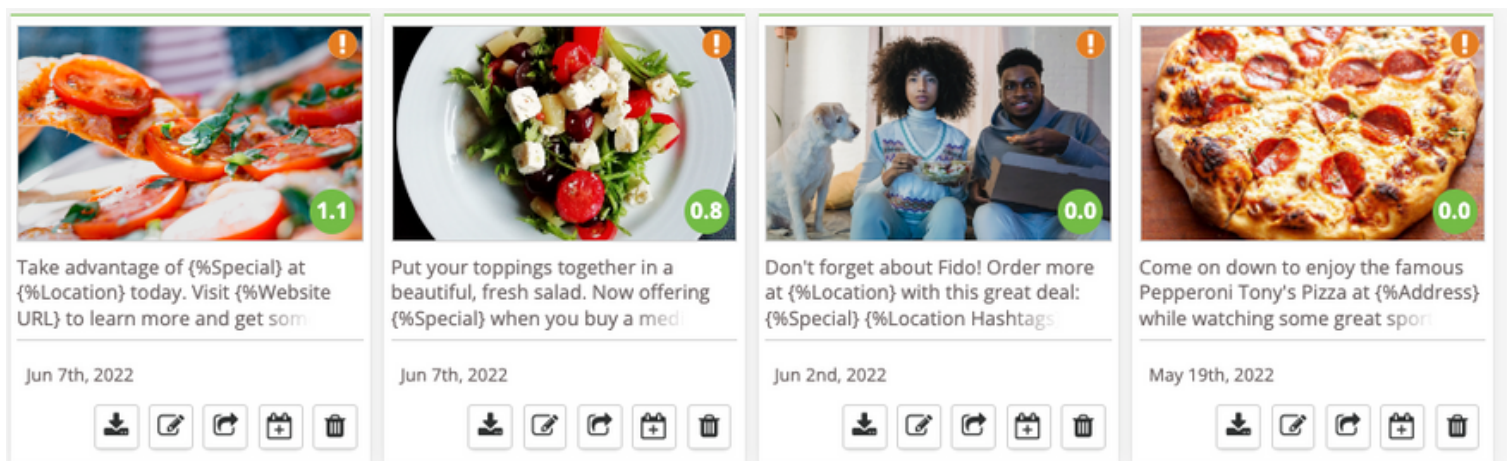 !
1.1
Take advantage of {%Special} at
{%Location} today. Visit {%Website
URL} to learn more and get som
Jun 7th, 2022
!
0.8
Put your toppings together in a
beautiful, fresh salad. Now offering
{%Special} when you buy a med
Jun 7th, 2022
!
0.0
Don't forget about Fido! Order more
at {%Location} with this great deal:
{%Special} {%Location Hashtags
Jun 2nd, 2022
!
0.0
Come on down to enjoy the famous
Pepperoni Tony's Pizza at {%Address}
while watching some great spor
May 19th, 2022